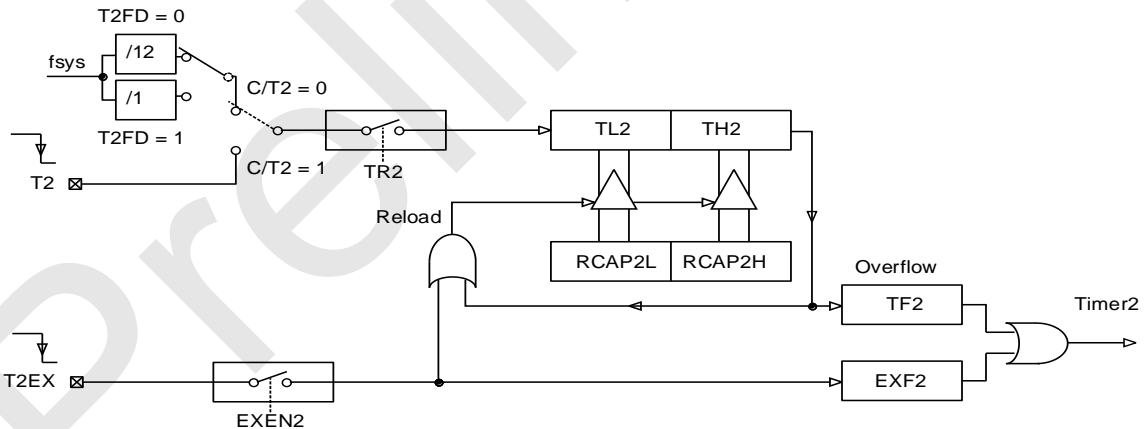 T2FD = 0
/12
fsys
C/T2 = 0
/1
T2FD = 1
TL2 TH2
T2
C/T2 = 1
TR2
Reload
RCAP2L RCAP2H
Overflow
TF2
Timer2
T2EX
EXF2
EXEN2